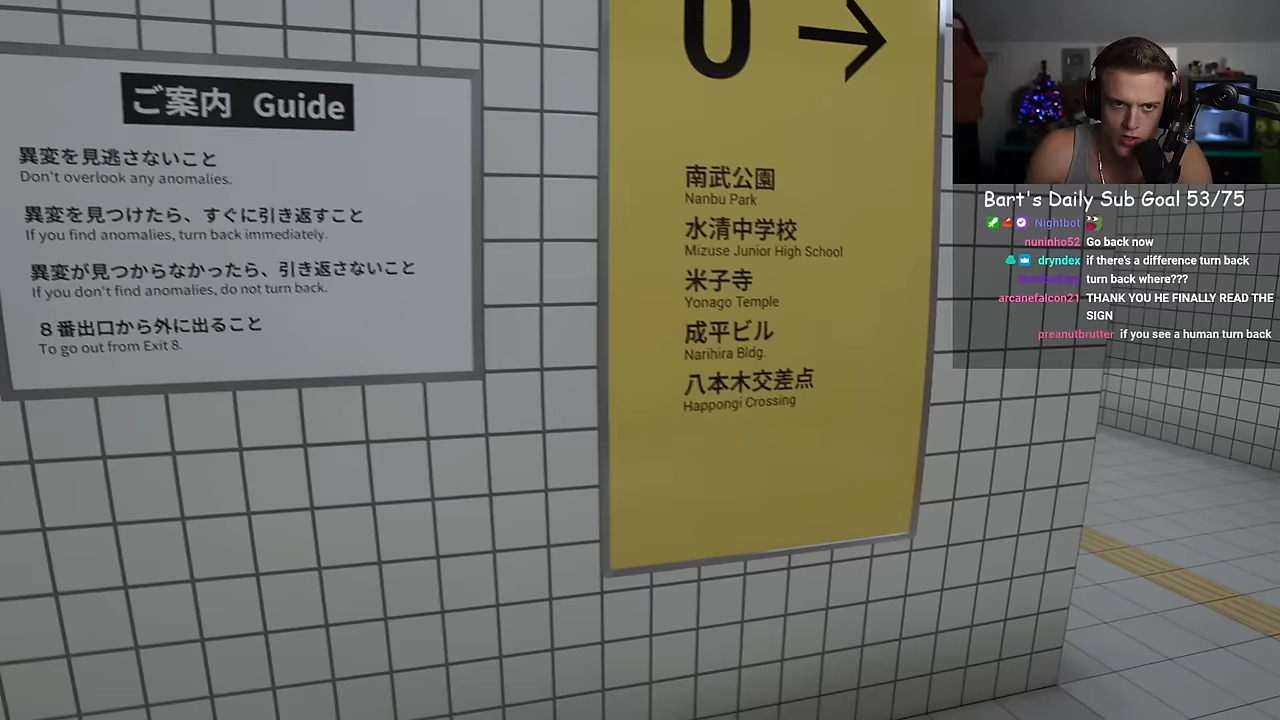 ご案内 Guide
異変を見逃さないこと
Don't overlook any anomalies.
異変を見つけたら、すぐに引き返すこと
If you find anomalies, turn back immediately.
異変が見つからなかったら、引き返さないこと
If you don't find anomalies, do not turn back.
8番出口から外に出ること
To go out from Exit 8.
0 →
南武公園
Nanbu Park
水清中学校
Mizuse Junior High School
米子寺
Yonago Temple
成平ビル
Narihira Bldg.
八本木交差点
Happongi Crossing
Bart's Daily Sub Goal 53/75
Nightbot
nuninho52 Go back now
dryndex if there's a difference turn back
turn back where???
arcanefalcon21 THANK YOU HE FINALLY READ THE
SIGN
preanutbrutter if you see a human turn back